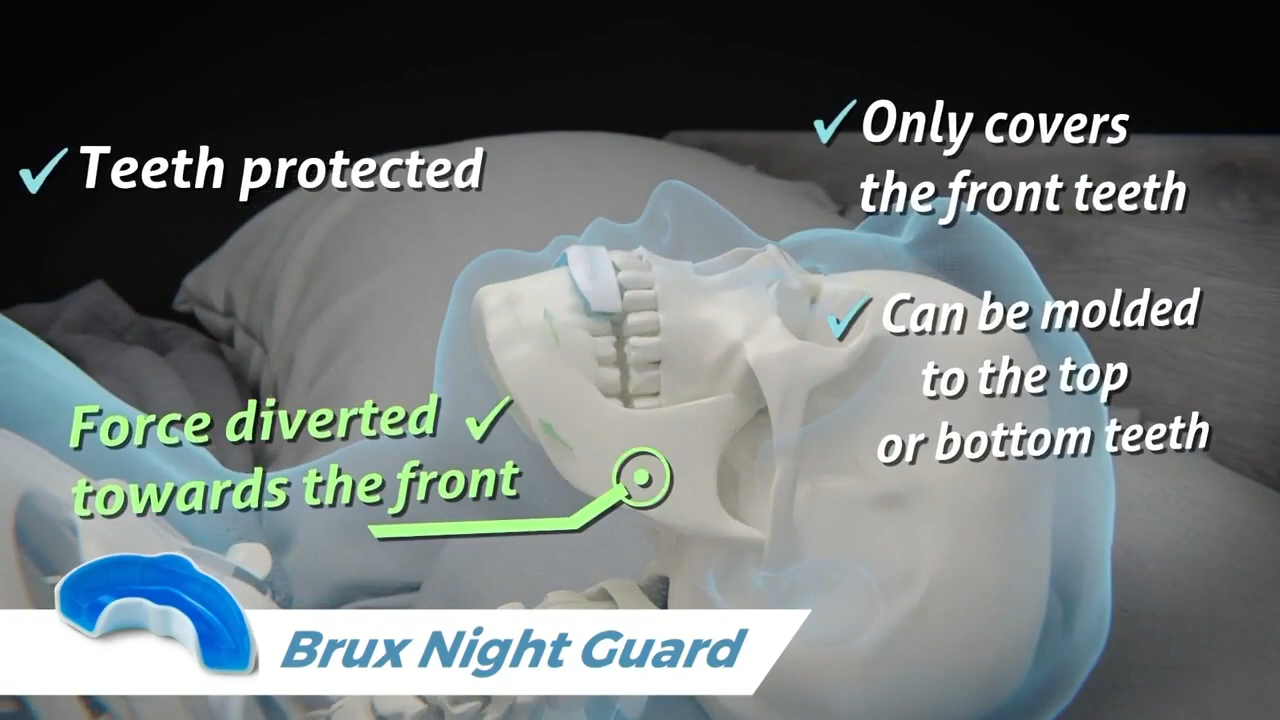 Teeth protected
Only covers
the front teeth
Can be molded
to the top
or bottom teeth
Force diverted
towards the front
Brux Night Guard